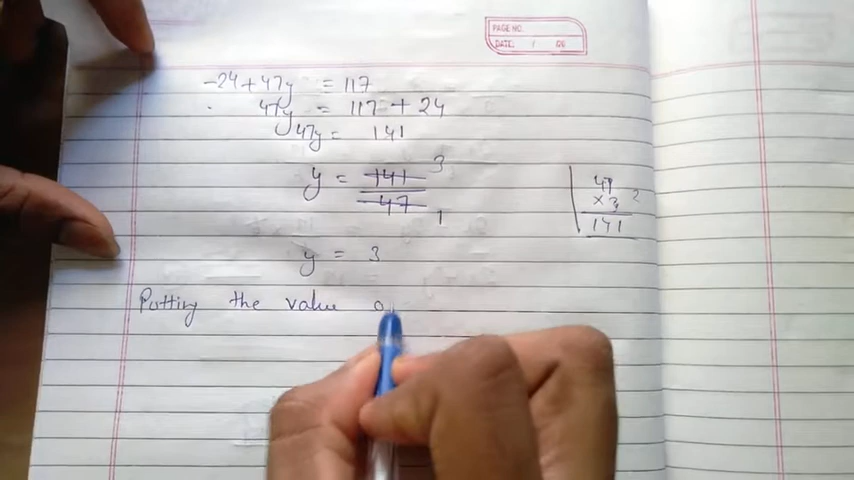 PAGE NO.
DATE: / /20
-24 + 47y = 117
47y = 117 + 24
47y = 141
y = 141 3
47 1
47
×3 2
141
y = 3
Putting the value o